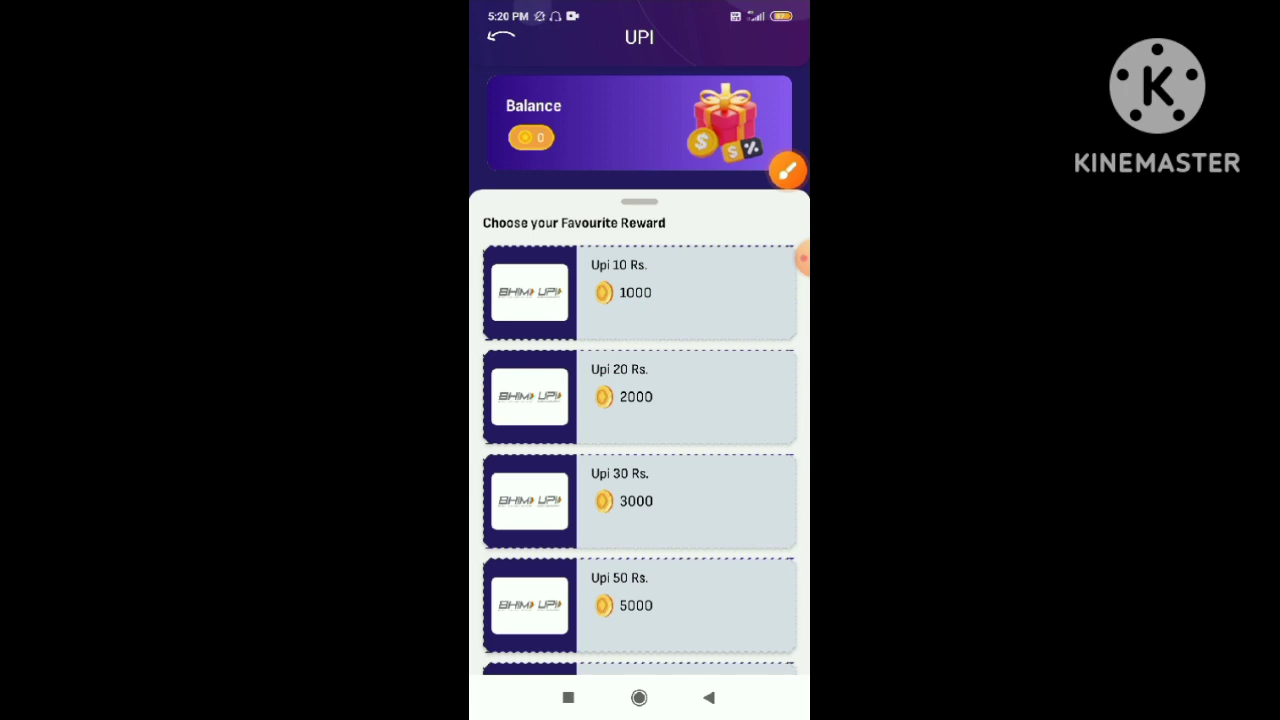 5:20 PM
UPI
Balance
0
Choose your Favourite Reward
Upi 10 Rs.
1000
BHIM UPI
Upi 20 Rs.
2000
BHIM UPI
Upi 30 Rs.
3000
BHIM UPI
Upi 50 Rs.
5000
BHIM UPI
K
KINEMASTER